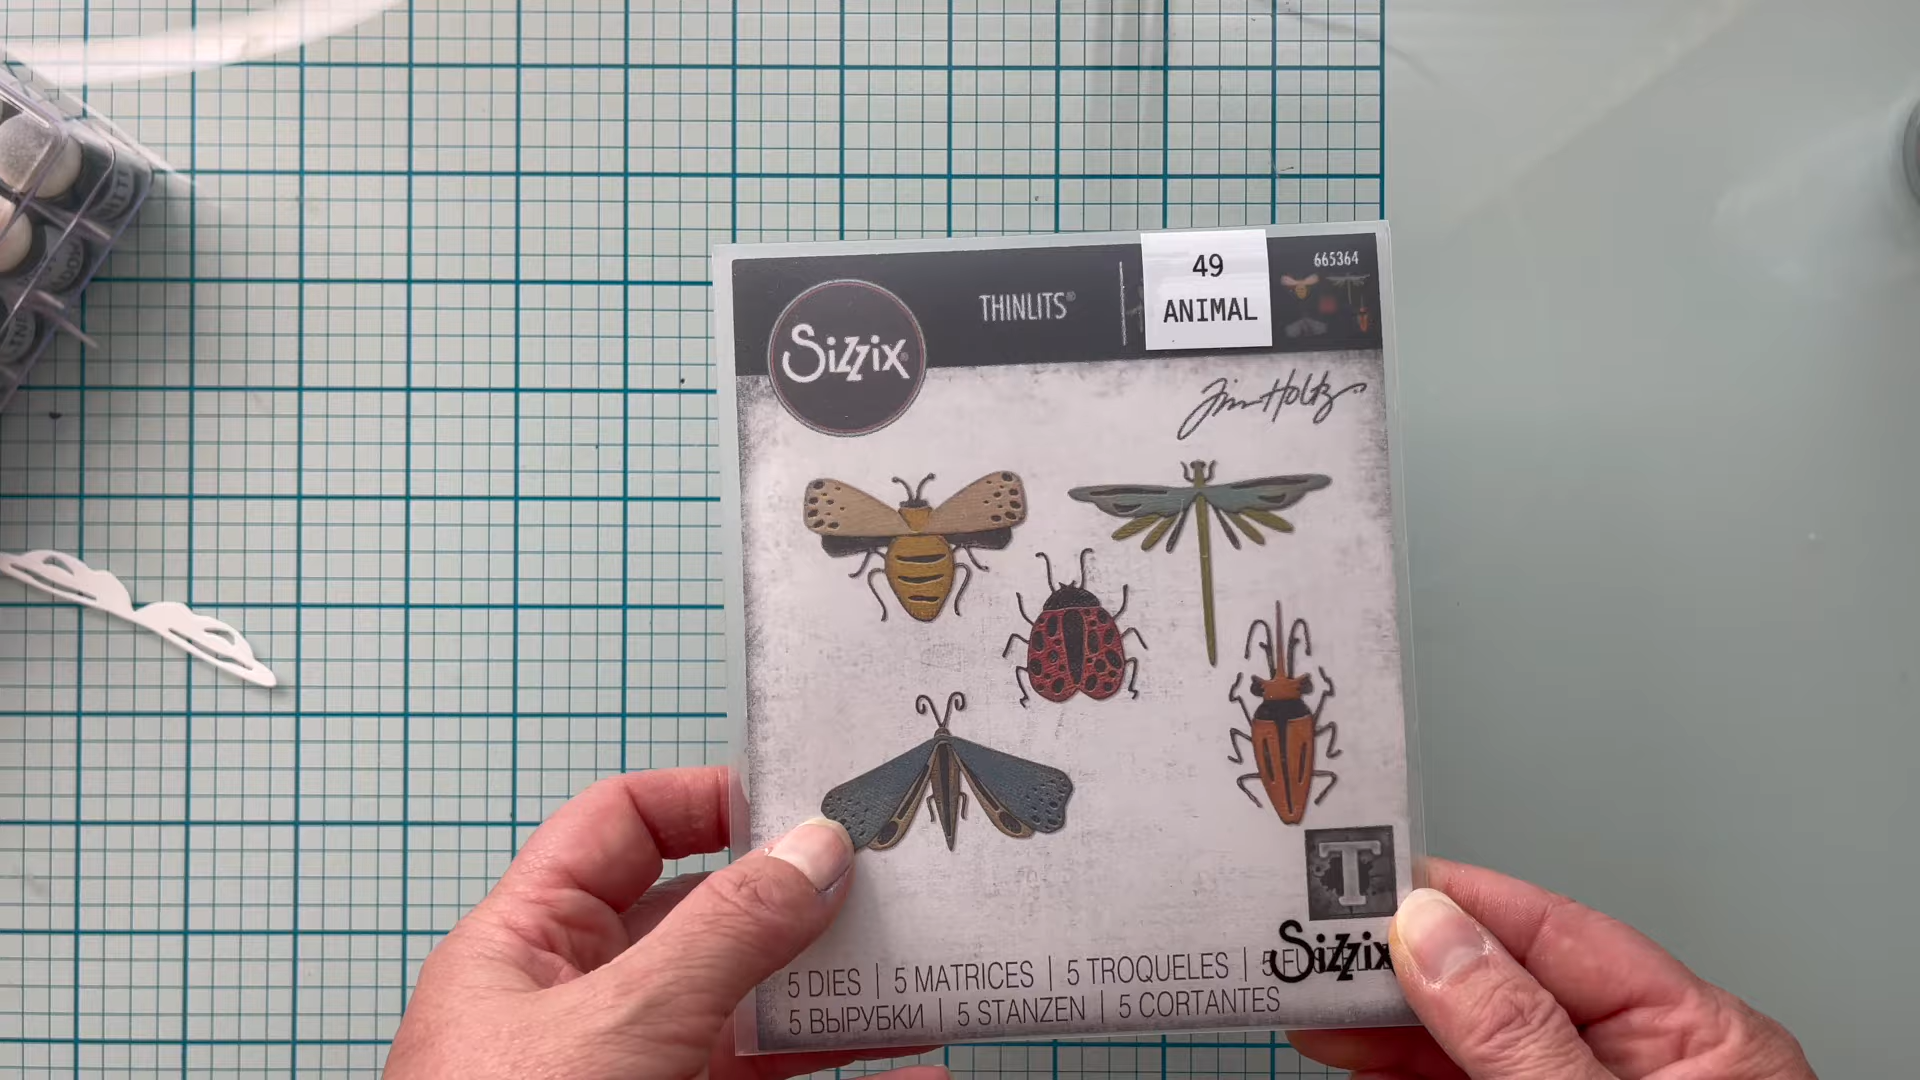 49
ANIMAL
665364
THINLITS®
Sizzix®
Tim Holtz
T
Sizzix
5 DIES | 5 MATRICES | 5 TROQUELES | 5
5 ВЫРУБКИ | 5 STANZEN | 5 CORTANTES